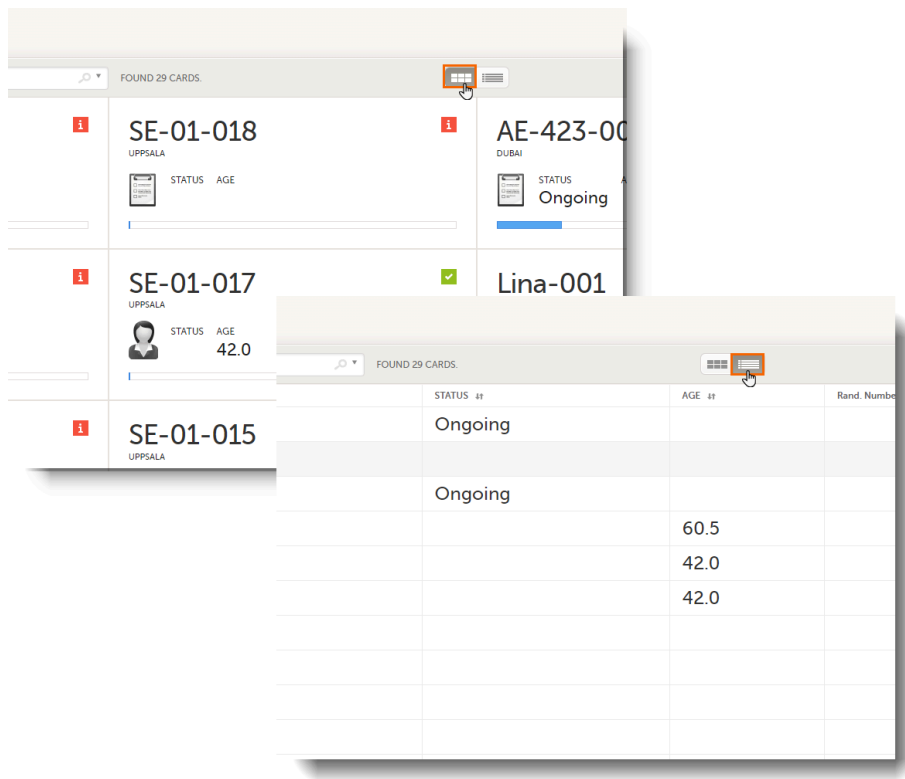 FOUND 29 CARDS.
SE-01-018
UPPSALA
STATUS AGE
AE-423-00
DUBAI
STATUS A
Ongoing
SE-01-017
UPPSALA
STATUS AGE
42.0
Lina-001
SE-01-015
UPPSALA
FOUND 29 CARDS.
STATUS AGE Rand. Numbe
Ongoing
Ongoing
60.5
42.0
42.0